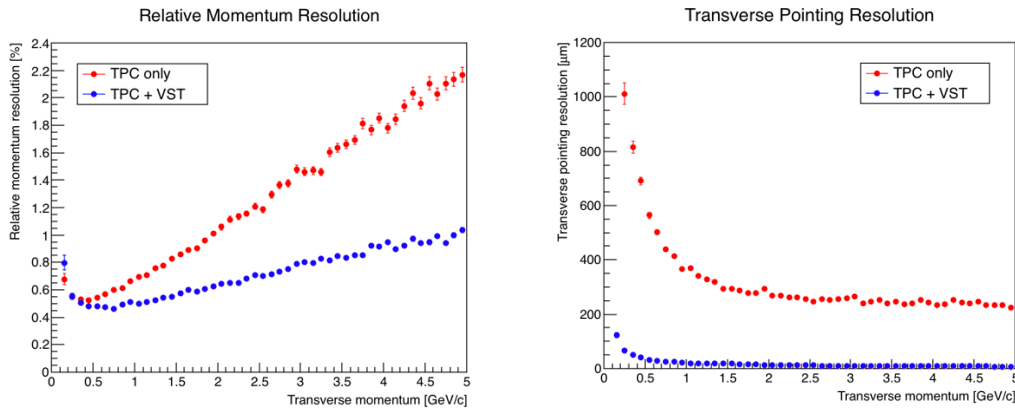 Relative Momentum Resolution
Relative momentum resolution [%]
2.4
2.2
2
1.8
1.6
1.4
1.2
1
0.8
0.6
0.4
0.2
0
TPC only
TPC + VST
0 0.5 1 1.5 2 2.5 3 3.5 4 4.5 5
Transverse momentum [GeV/c]
Transverse Pointing Resolution
Transverse pointing resolution [μm]
1200
1000
800
600
400
200
0
TPC only
TPC + VST
0 0.5 1 1.5 2 2.5 3 3.5 4 4.5 5
Transverse momentum [GeV/c]